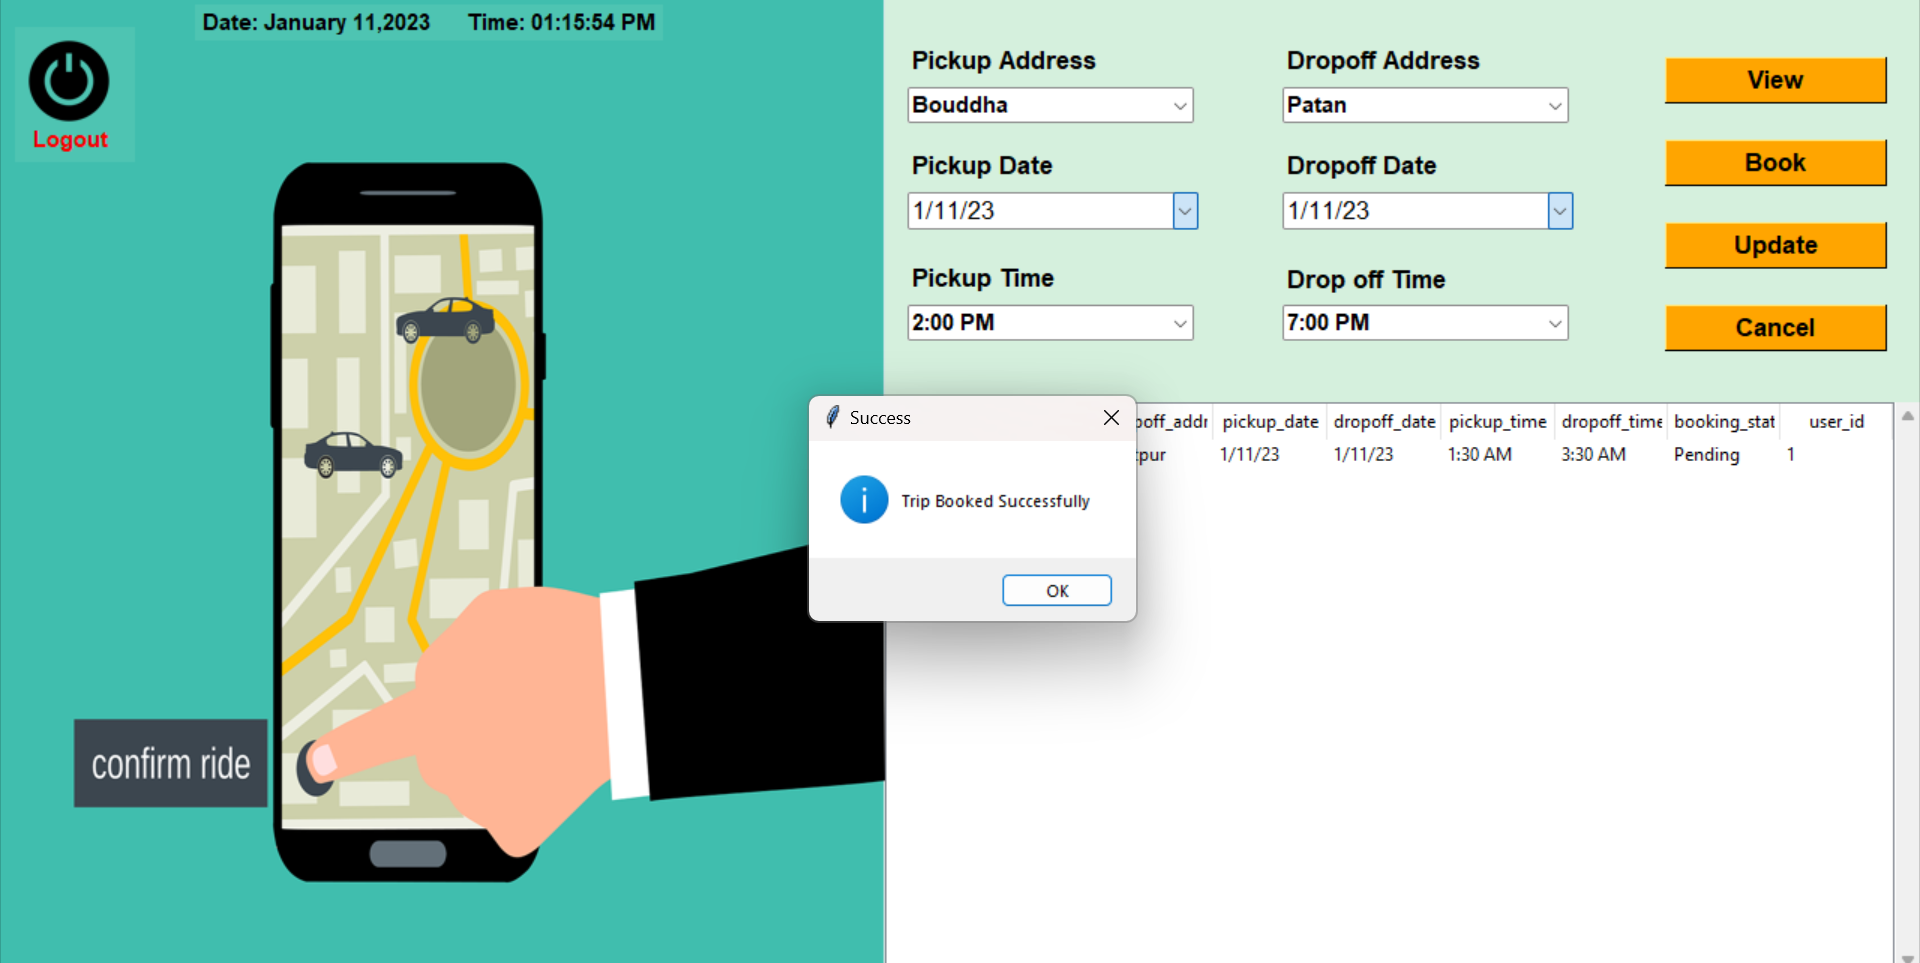 Date: January 11,2023 Time: 01:15:54 PM
Logout
confirm ride
Pickup Address
Dropoff Address
Bouddha
Patan
Pickup Date
Dropoff Date
1/11/23
1/11/23
Pickup Time
Drop off Time
2:00 PM
7:00 PM
View
Book
Update
Cancel
Success
Trip Booked Successfully
OK
off_addr pickup_date dropoff_date pickup_time dropoff_time booking_stat user_id
pur 1/11/23 1/11/23 1:30 AM 3:30 AM Pending 1